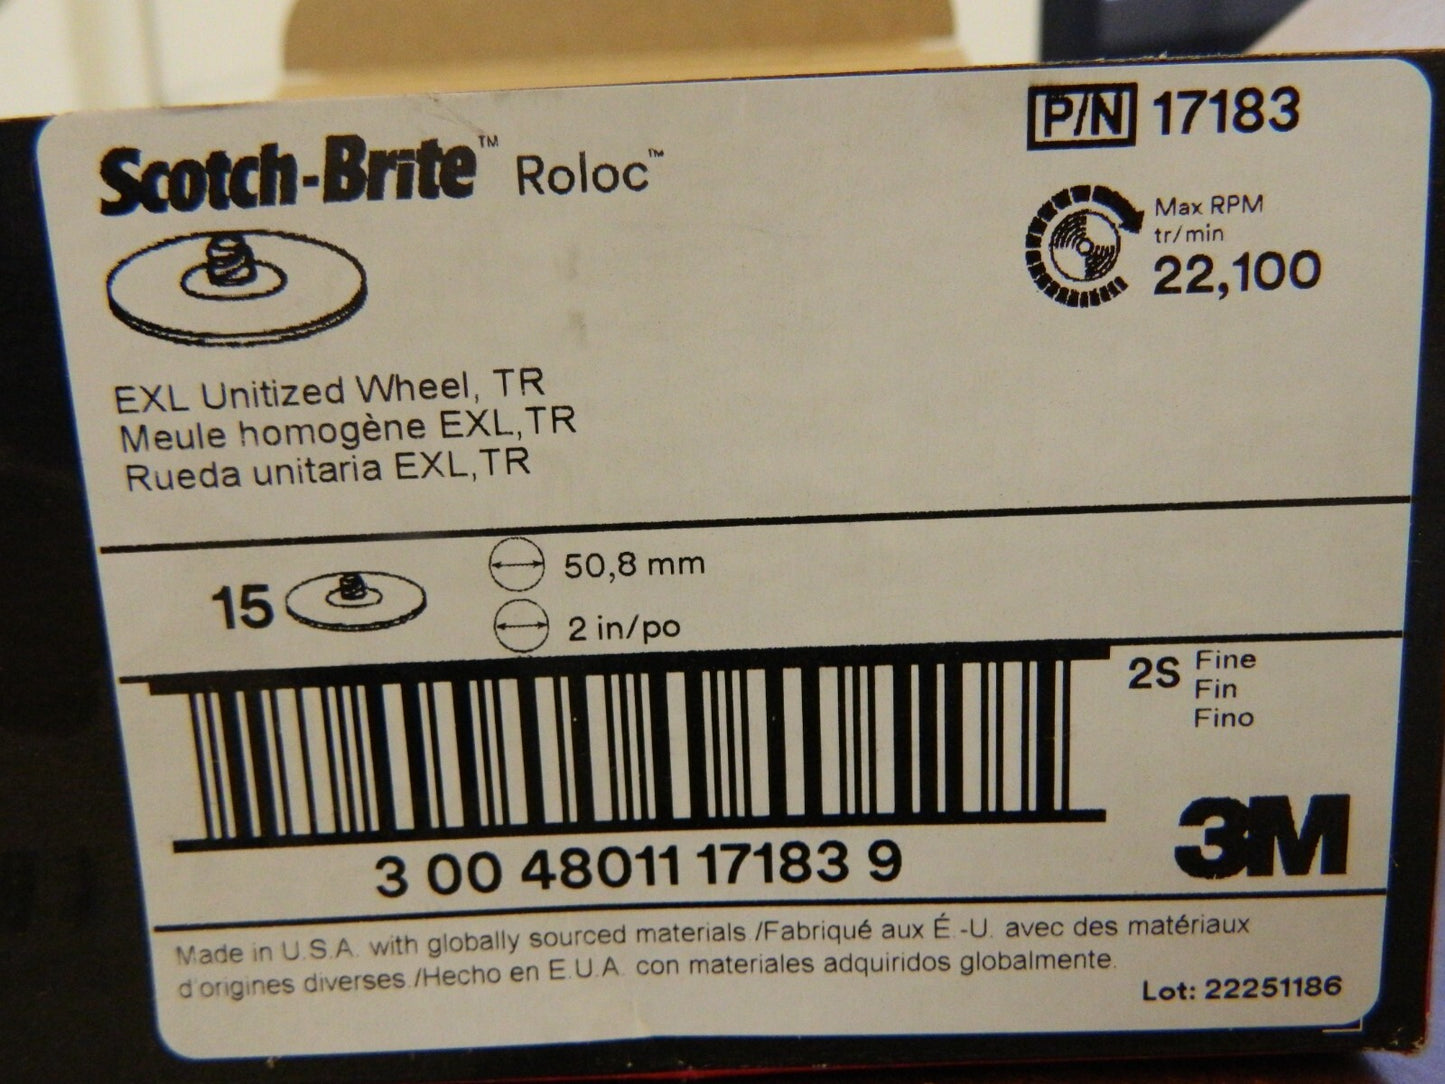 Scotch-Brite™ Roloc™
P/N 17183
Max RPM
tr/min
22,100
EXL Unitized Wheel, TR
Meule homogène EXL,TR
Rueda unitaria EXL,TR
15
50,8 mm
2 in/po
2S Fine
Fin
Fino
3 00 48011 17183 9
3M
Made in U.S.A. with globally sourced materials./Fabriqué aux É.-U. avec des matériaux
d'origines diverses./Hecho en E.U.A. con materiales adquiridos globalmente.
Lot: 22251186